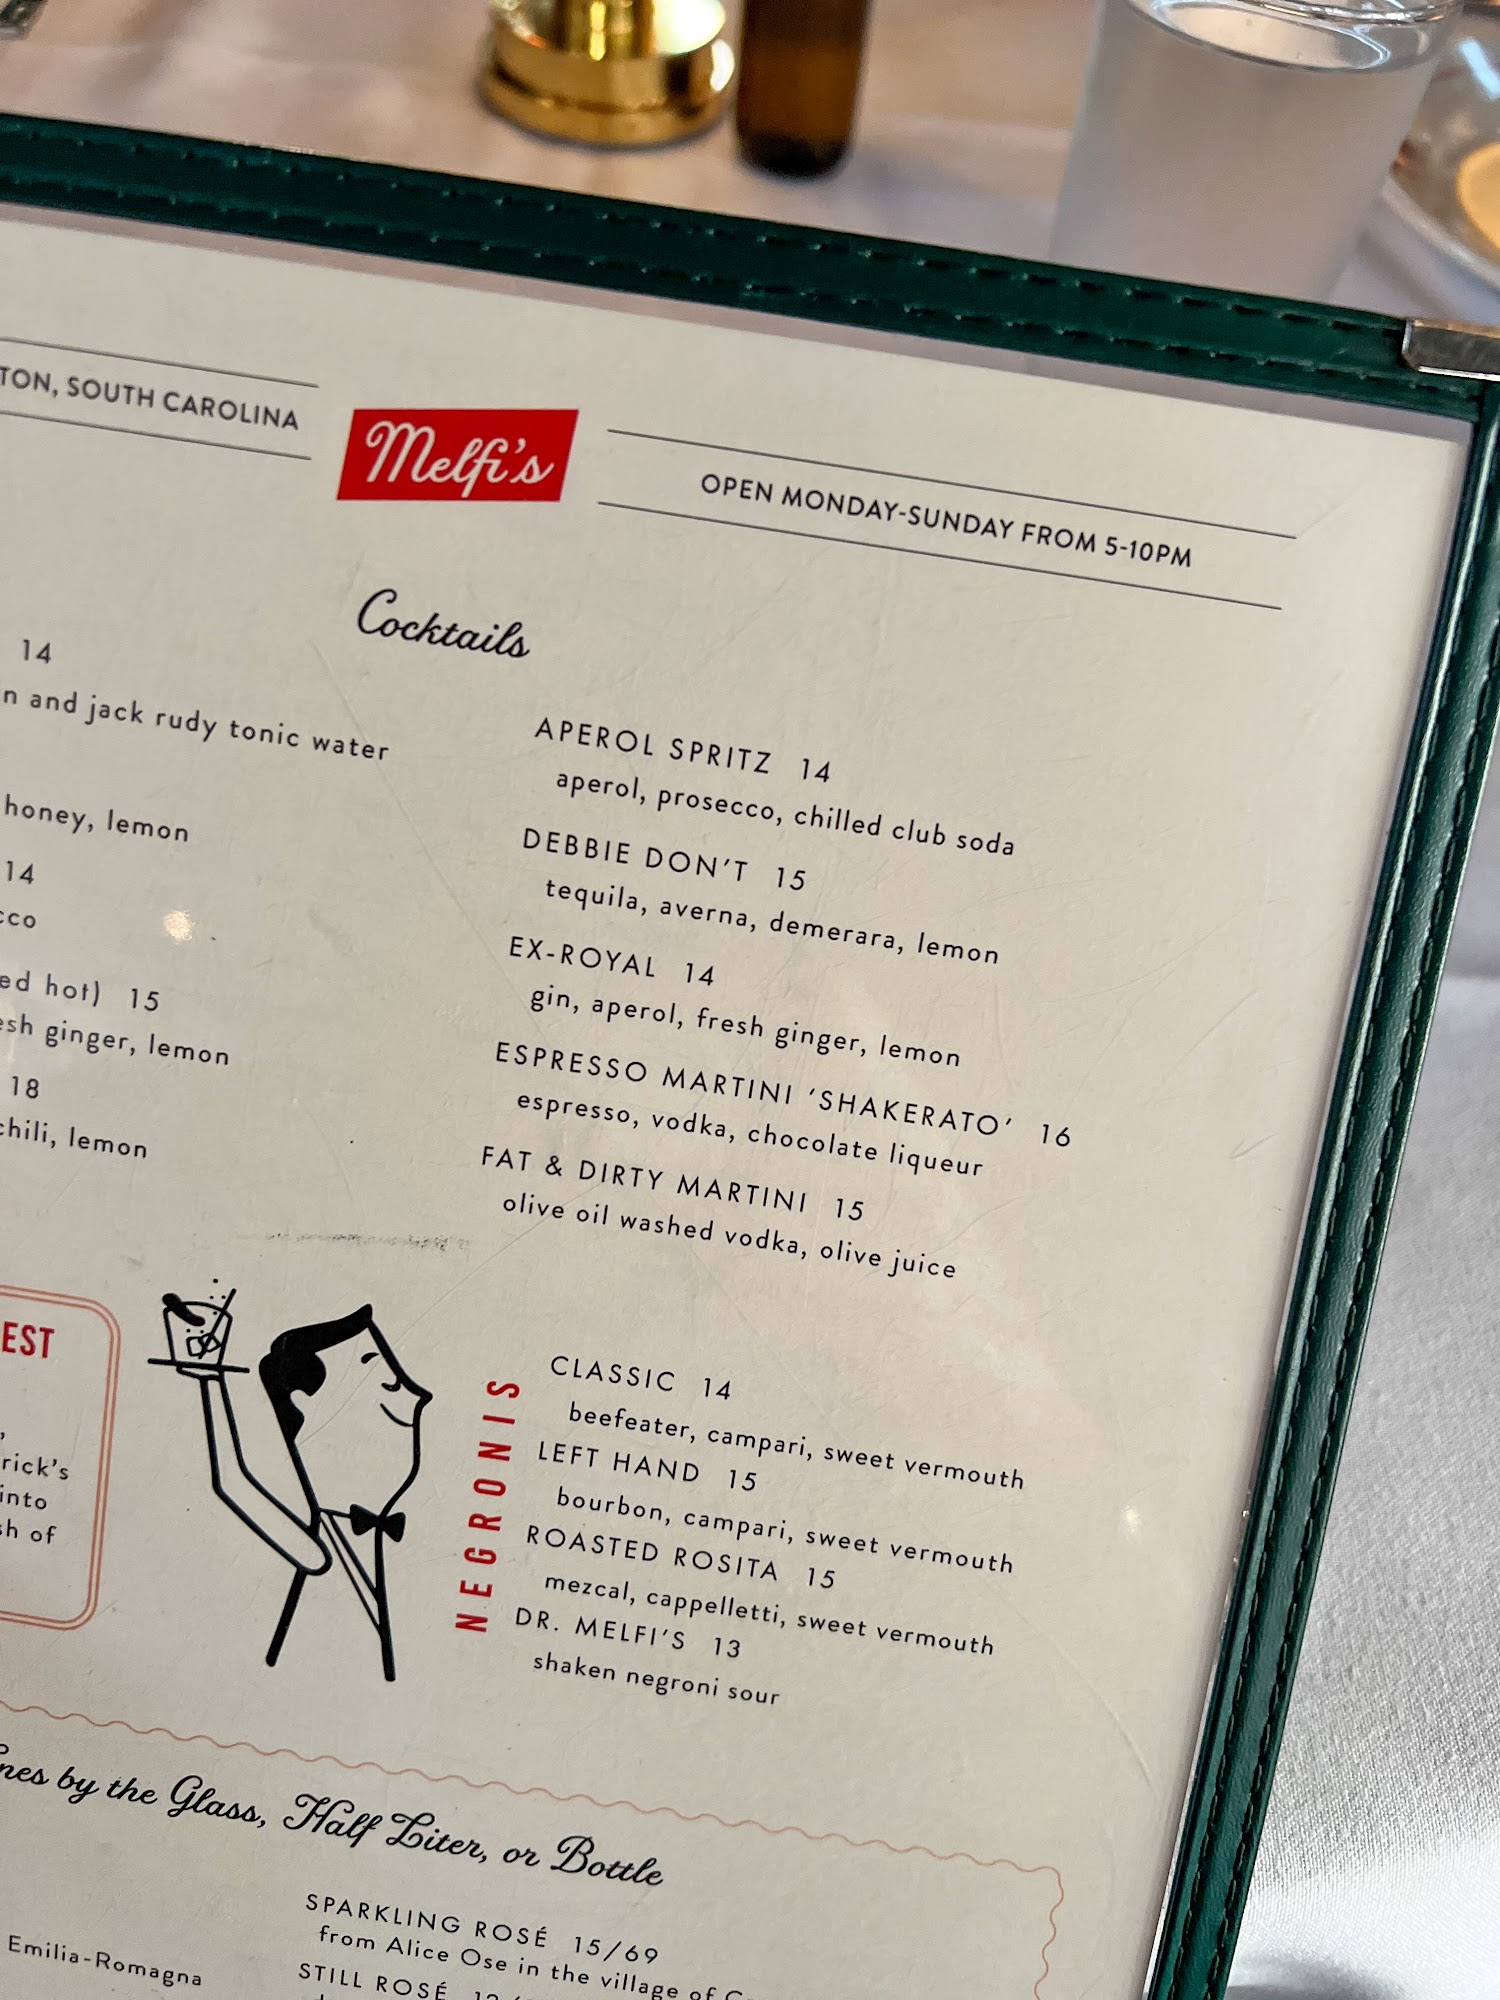 TON, SOUTH CAROLINA
Melfi's
OPEN MONDAY-SUNDAY FROM 5-10PM
Cocktails
14
and jack rudy tonic water
honey, lemon
14
hot) 15
ginger, lemon
18
chili, lemon
APEROL SPRITZ 14
aperol, prosecco, chilled club soda
DEBBIE DON'T 15
tequila, averna, demerara, lemon
EX-ROYAL 14
gin, aperol, fresh ginger, lemon
ESPRESSO MARTINI 'SHAKERATO' 16
espresso, vodka, chocolate liqueur
FAT & DIRTY MARTINI 15
olive oil washed vodka, olive juice
EST
rick's
into
sh of
NEGRONIS
CLASSIC 14
beefeater, campari, sweet vermouth
LEFT HAND 15
bourbon, campari, sweet vermouth
ROASTED ROSITA 15
mezcal, cappelletti, sweet vermouth
DR. MELFI'S 13
shaken negroni sour
nes by the Glass, Half Liter, or Bottle
Emilia-Romagna
SPARKLING ROSÉ 15/69
from Alice Ose in the village of
STILL ROSÉ